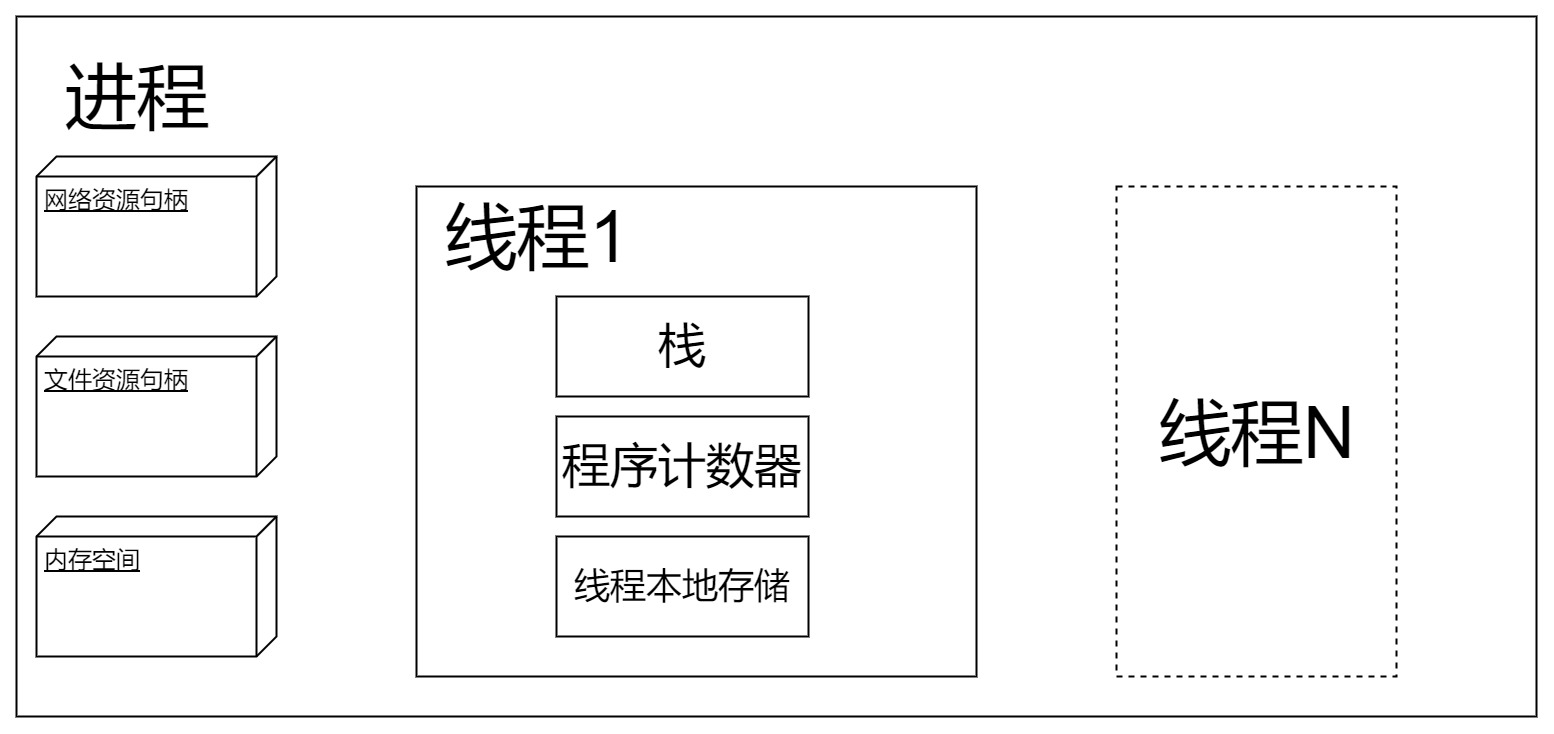 进程
网络资源句柄
文件资源句柄
内存空间
线程1
栈
程序计数器
线程本地存储
线程N